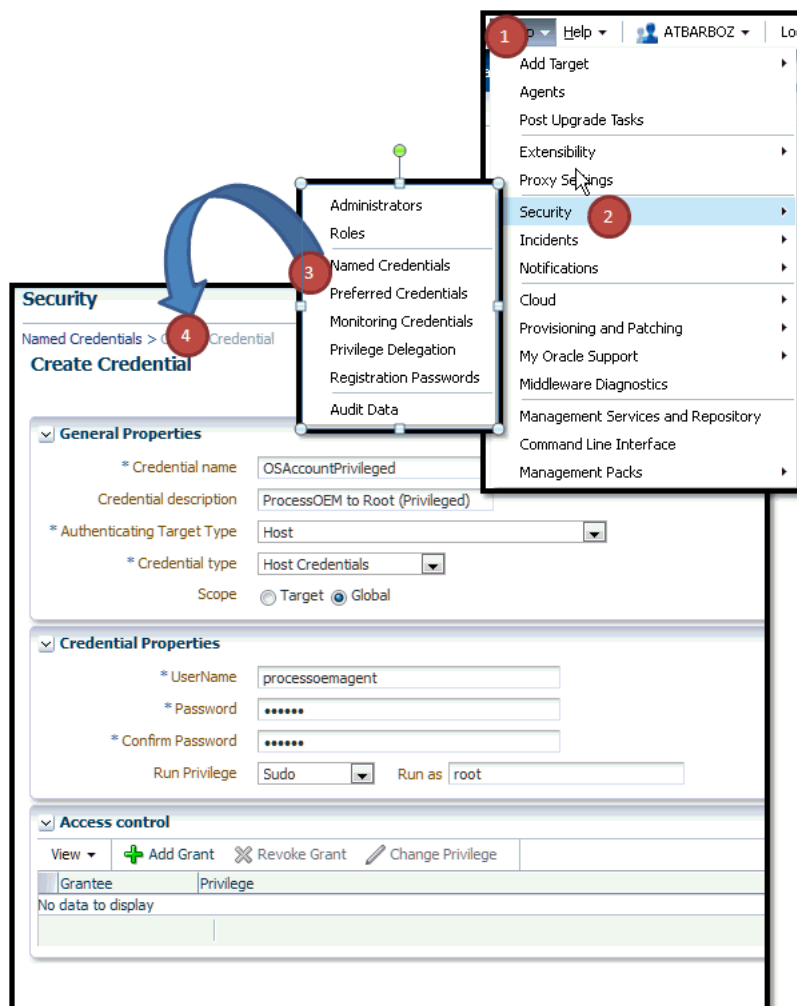 1 Help ATBARBOZ
Add Target
Agents
Post Upgrade Tasks
Extensibility
Proxy Settings
Security 2
Incidents
Notifications
Cloud
Provisioning and Patching
My Oracle Support
Middleware Diagnostics
Management Services and Repository
Command Line Interface
Management Packs
Administrators
Roles
3 Named Credentials
Preferred Credentials
Monitoring Credentials
Privilege Delegation
Registration Passwords
Audit Data
Security
Named Credentials > 4 Credential
Create Credential
General Properties
* Credential name OSAccountPrivileged
Credential description ProcessOEM to Root (Privileged)
* Authenticating Target Type Host
* Credential type Host Credentials
Scope Target Global
Credential Properties
* UserName processoemagent
* Password ••••••
* Confirm Password ••••••
Run Privilege Sudo Run as root
Access control
View Add Grant Revoke Grant Change Privilege
Grantee Privilege
No data to display